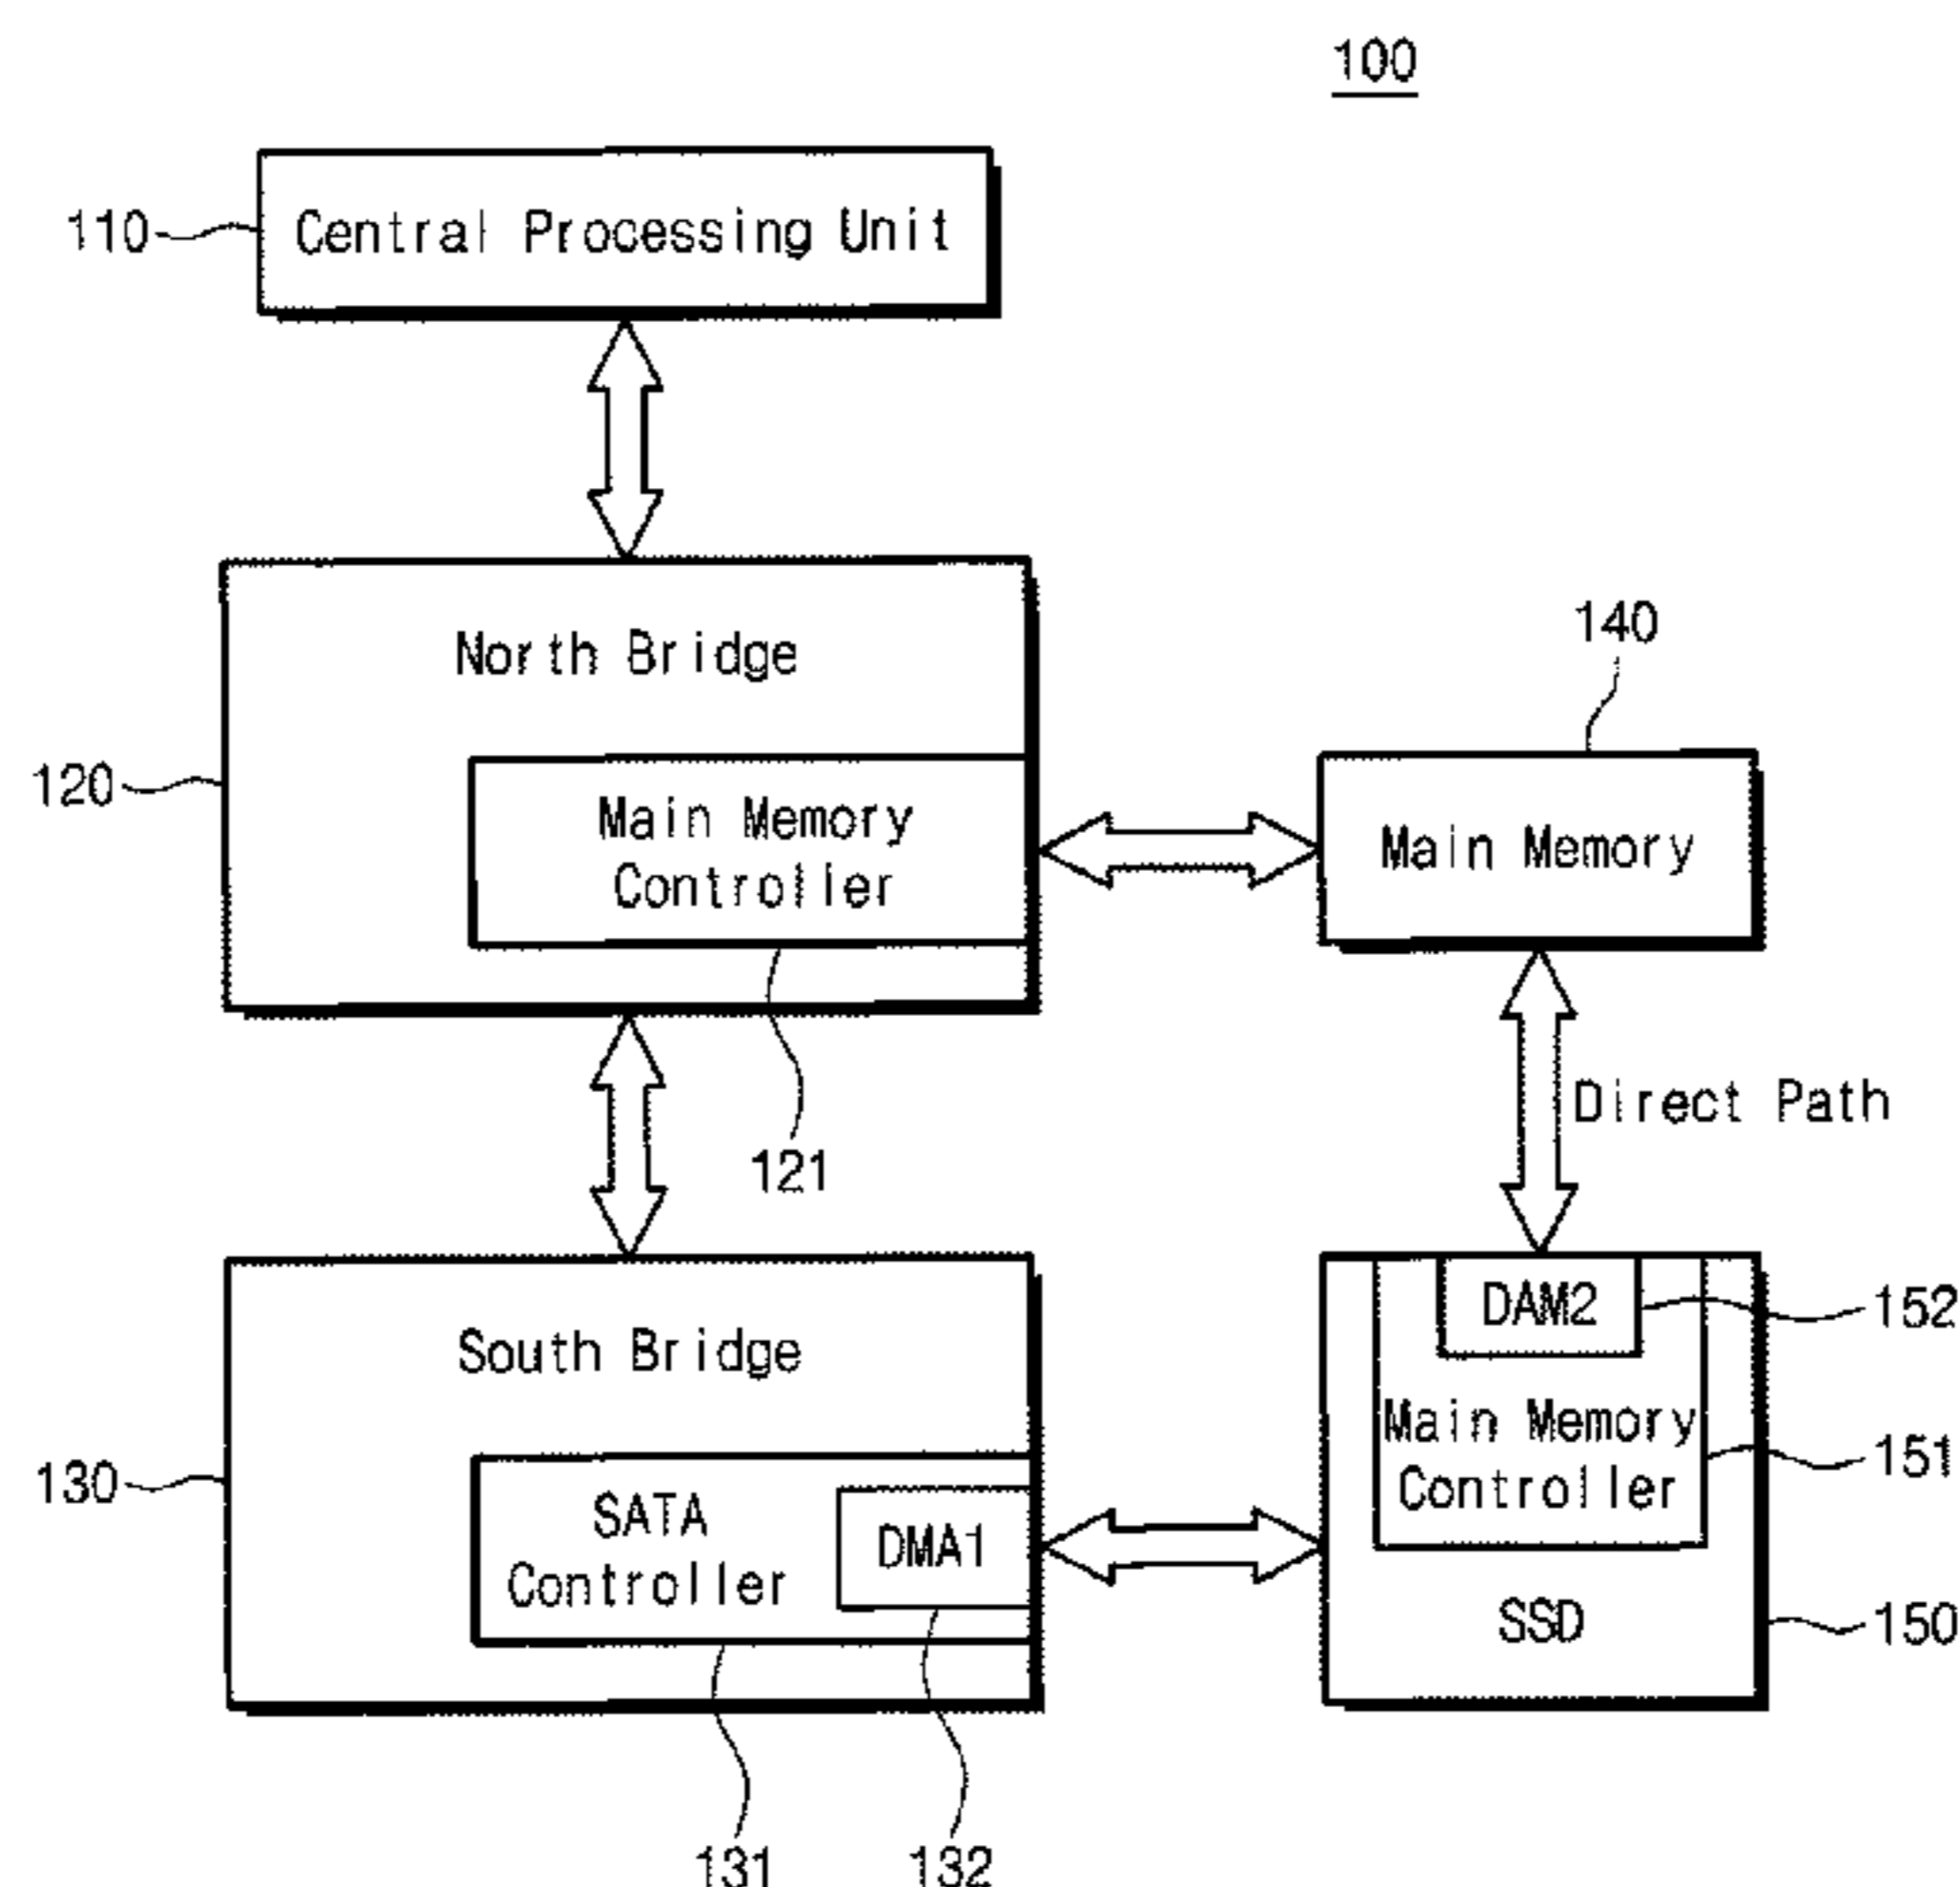 100
110
Central Processing Unit
North Bridge
140
120
Main Memory
Controller
Main Memory
121
Direct Path
South Bridge
DAM2
152
Main Memory
Controller
151
130
SATA
Controller
DMA1
SSD
150
131
132